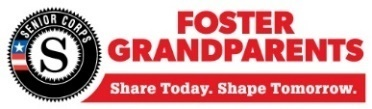 SENIOR CORPS
S
FOSTER
GRANDPARENTS
Share Today. Shape Tomorrow.